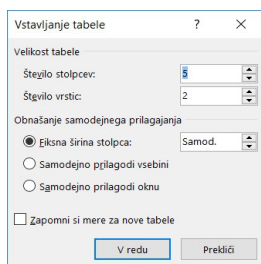 Vstavljanje tabele ? ×
Velikost tabele
Število stolpcev: 5
Število vrstic: 2
Obnašanje samodejnega prilagajanja
Fiksna širina stolpca: Samod.
Samodejno prilagodi vsebini
Samodejno prilagodi oknu
Zapomni si mere za nove tabele
V redu Prekliči